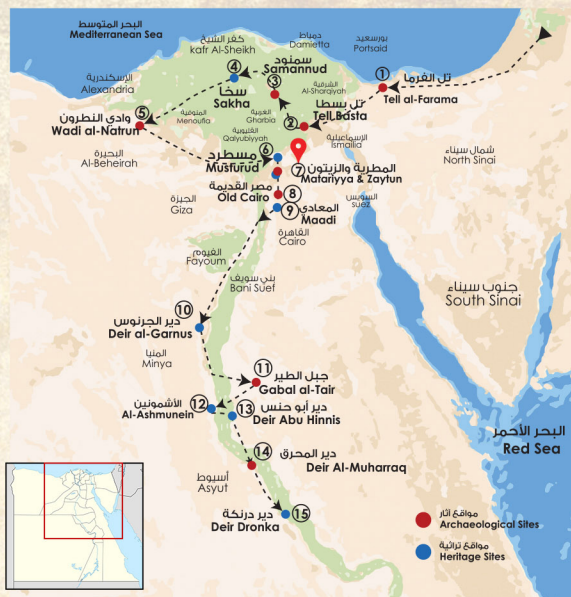 البحر المتوسط
Mediterranean Sea
كفر الشيخ
kafr Al-Sheikh
دمياط
Damietta
بورسعيد
Portsaid
الإسكندرية
Alexandria
④
سخا
Sakha
سمنود
Samannud
③
①
تل الفرما
Tell al-Farama
الشرقية
Al-Sharqiyah
②
تل بسطا
Tell Basta
الغربية
Gharbia
المنوفية
Menoufia
القليوبية
Qalyubiyyah
الإسماعيلية
Ismailia
⑤
وادي النطرون
Wadi al-Natrun
البحيرة
Al-Beheirah
شمال سيناء
North Sinai
⑥
مسطرد
Musturud
⑦
المطرية والزيتون
Matariyya & Zaytun
⑧
مصر القديمة
Old Cairo
السويس
suez
الجيزة
Giza
⑨
المعادي
Maadi
القاهرة
Cairo
الفيوم
Fayoum
بني سويف
Bani Suef
جنوب سيناء
South Sinai
⑩
دير الجرنوس
Deir al-Garnus
المنيا
Minya
⑪
جبل الطير
Gabal al-Tair
⑫
الأشمونين
Al-Ashmunein
⑬
دير أبو حنس
Deir Abu Hinnis
البحر الأحمر
Red Sea
⑭
دير المحرق
Deir Al-Muharraq
أسيوط
Asyut
⑮
دير درنكة
Deir Dronka
مواقع آثار
Archaeological Sites
مواقع تراثية
Heritage Sites